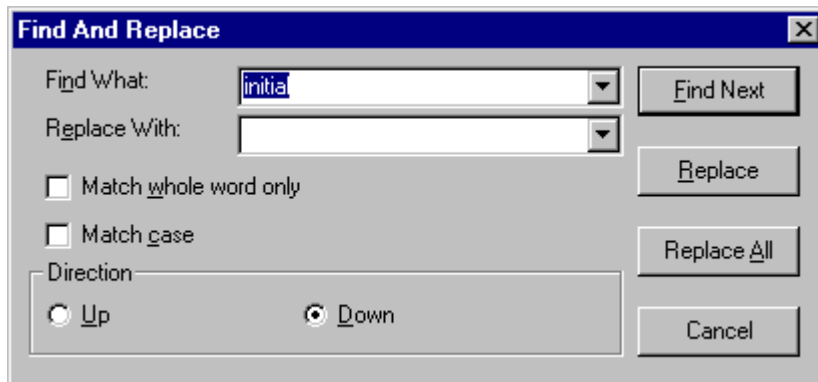 Find And Replace
Find What: initial
Find Next
Replace With:
Replace
Match whole word only
Match case
Replace All
Direction
Up Down
Cancel